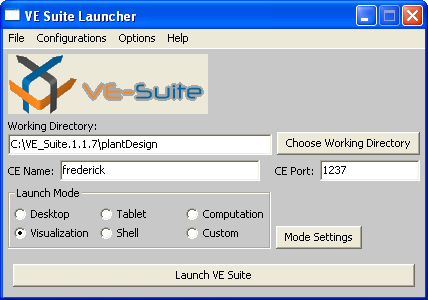 VE Suite Launcher
File Configurations Options Help
VE-Suite
Working Directory:
C:\VE_Suite.1.1.7\plantDesign Choose Working Directory
CE Name: frederick CE Port: 1237
Launch Mode
Desktop Tablet Computation
Visualization Shell Custom
Mode Settings
Launch VE Suite